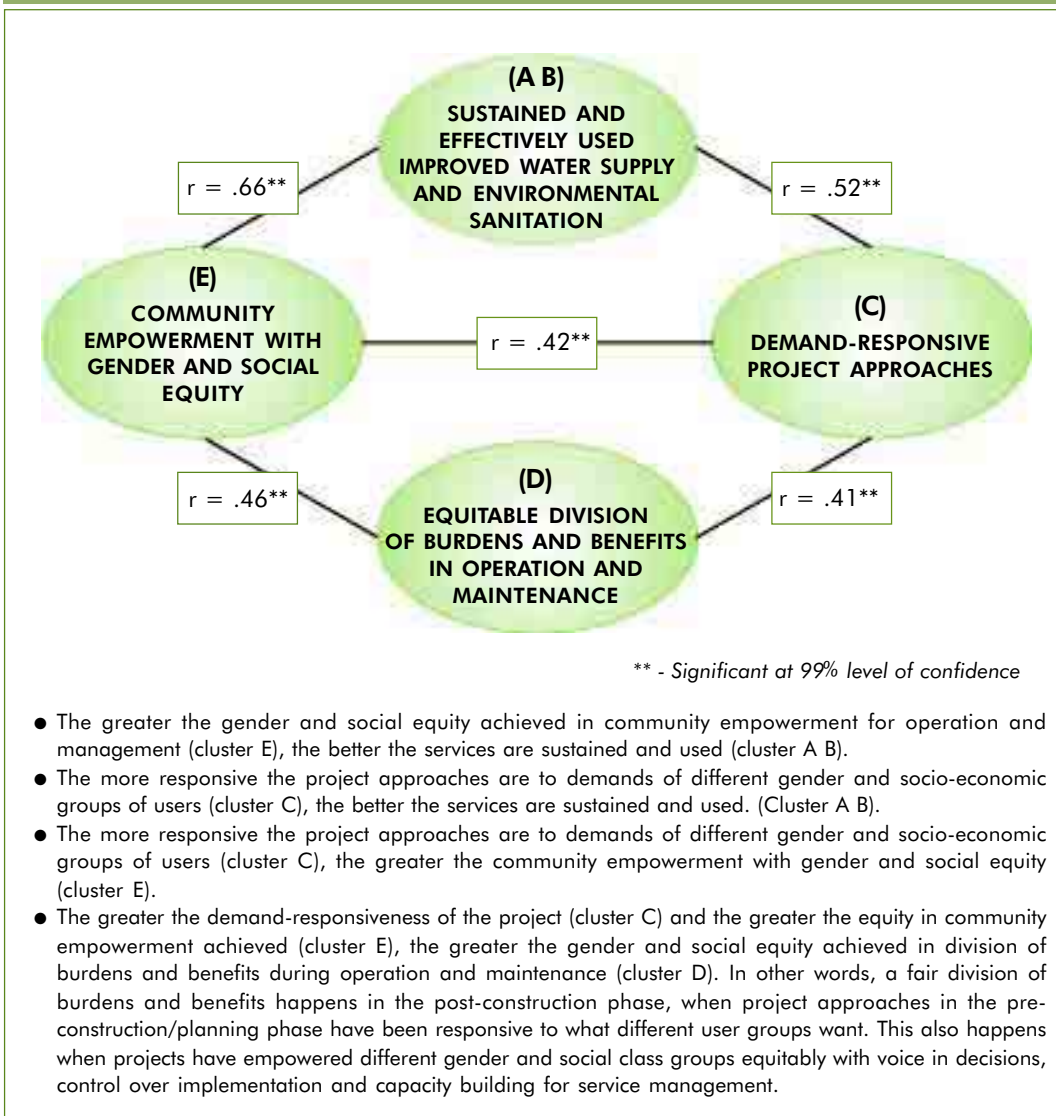 (A B)
SUSTAINED AND
EFFECTIVELY USED
IMPROVED WATER SUPPLY
AND ENVIRONMENTAL
SANITATION
r = .66**
r = .52**
(E)
COMMUNITY
EMPOWERMENT WITH
GENDER AND SOCIAL
EQUITY
r = .42**
(C)
DEMAND-RESPONSIVE
PROJECT APPROACHES
r = .46**
r = .41**
(D)
EQUITABLE DIVISION
OF BURDENS AND BENEFITS
IN OPERATION AND
MAINTENANCE
** - Significant at 99% level of confidence
● The greater the gender and social equity achieved in community empowerment for operation and
management (cluster E), the better the services are sustained and used (cluster A B).
● The more responsive the project approaches are to demands of different gender and socio-economic
groups of users (cluster C), the better the services are sustained and used. (Cluster A B).
● The more responsive the project approaches are to demands of different gender and socio-economic
groups of users (cluster C), the greater the community empowerment with gender and social equity
(cluster E).
● The greater the demand-responsiveness of the project (cluster C) and the greater the equity in community
empowerment achieved (cluster E), the greater the gender and social equity achieved in division of
burdens and benefits during operation and maintenance (cluster D). In other words, a fair division of
burdens and benefits happens in the post-construction phase, when project approaches in the pre-
construction/planning phase have been responsive to what different user groups want. This also happens
when projects have empowered different gender and social class groups equitably with voice in decisions,
control over implementation and capacity building for service management.